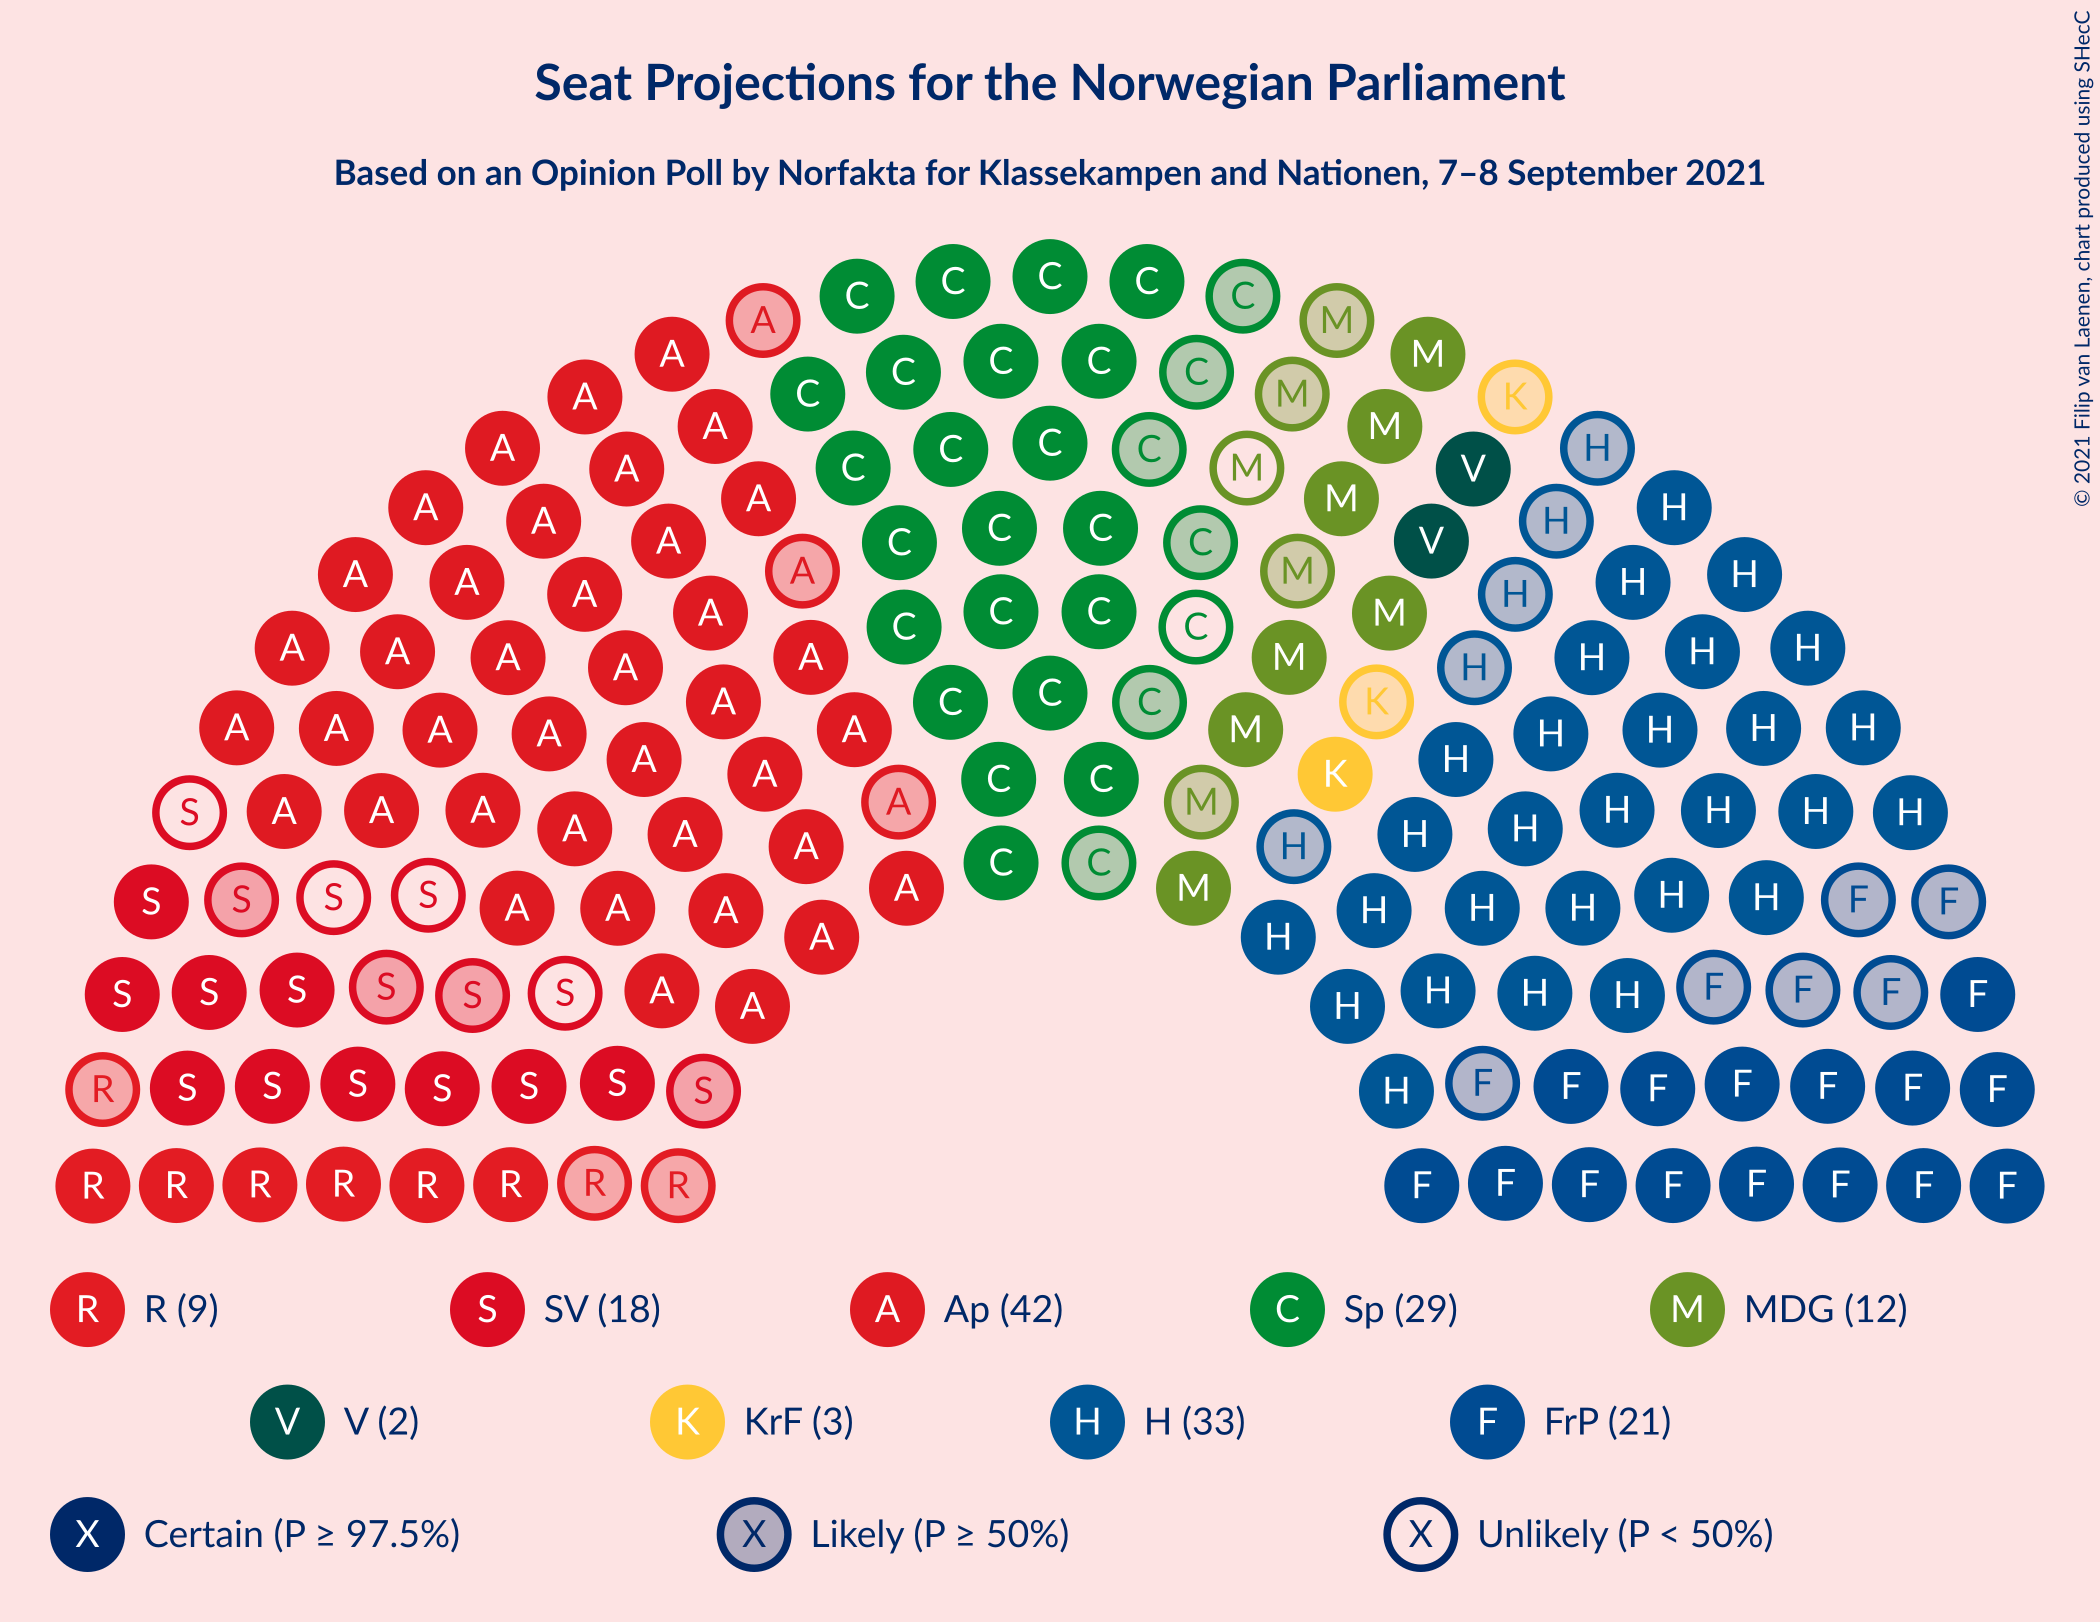 Seat Projections for the Norwegian Parliament
Based on an Opinion Poll by Norfakta for Klassekampen and Nationen, 7–8 September 2021
© 2021 Filip van Laenen, chart produced using SHecC
C C C C C
A C C C C C M
A A C C C C M M
A A A C C C C M M K
A A A A C C C C M M V H
A A A A A C C C M M V H H
A A A A A A C C M M K H H H
A A A A A A A C C M K H H H H
A A A A A A A A C M H H H H H H
S A A A A A A A A H H H H H H H
S S S S A A A A H H H H H F F
S S S S S S A A H H H H F F F F
R S S S S S S S H F F F F F F F
R R R R R R R R F F F F F F F F
R R (9) S SV (18) A Ap (42) C Sp (29) M MDG (12)
V V (2) K KrF (3) H H (33) F FrP (21)
X Certain (P ≥ 97.5%) X Likely (P ≥ 50%) X Unlikely (P < 50%)